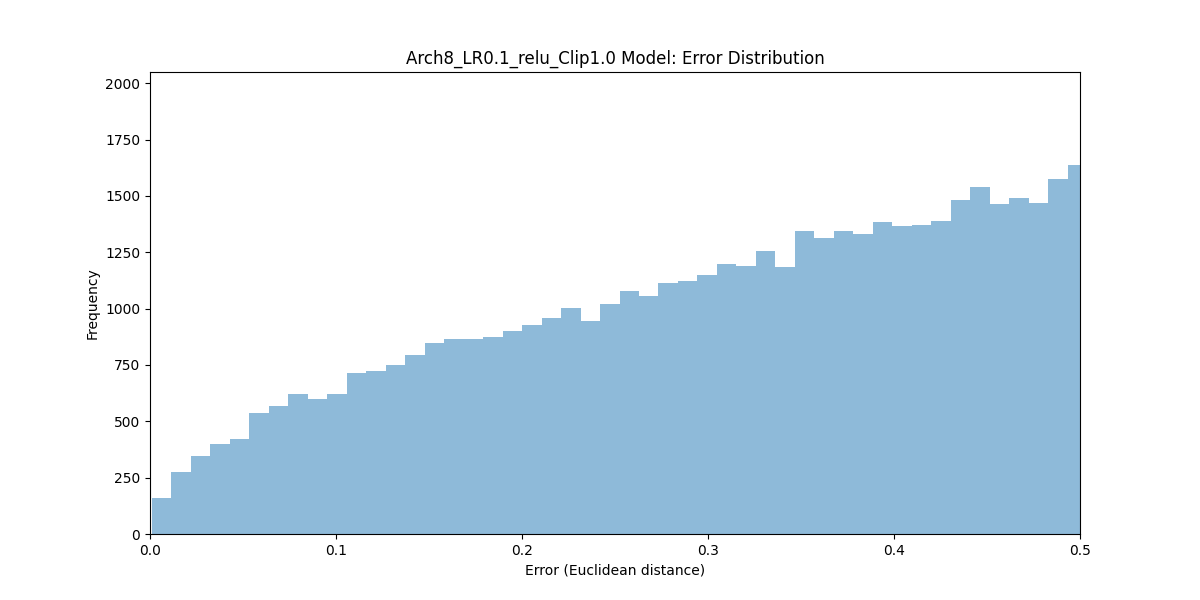 Arch8_LR0.1_relu_Clip1.0 Model: Error Distribution
2000
1750
1500
1250
1000
750
500
250
0
Frequency
0.0 0.1 0.2 0.3 0.4 0.5
Error (Euclidean distance)